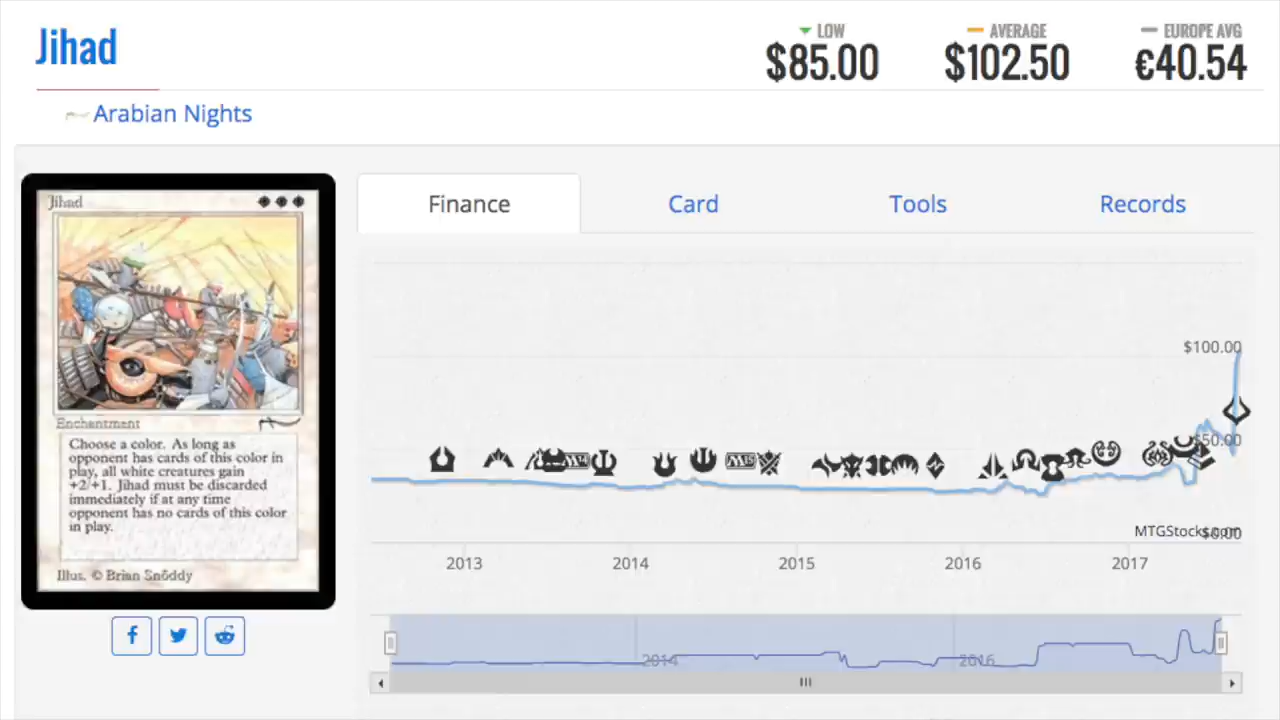 Jihad
LOW
$85.00
AVERAGE
$102.50
EUROPE AVG
€40.54
Arabian Nights
Jihad
Enchantment
Choose a color. As long as
opponent has cards of this color in
play, all white creatures gain
+2/+1. Jihad must be discarded
immediately if at any time
opponent has no cards of this color
in play.
Illus. © Brian Snōddy
Finance
Card
Tools
Records
$100.00
$50.00
$0.00
MTGStocks.com
2013
2014
2015
2016
2017
2014
2016